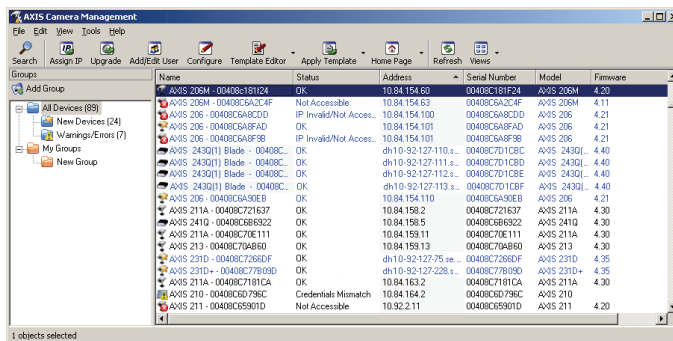 AXIS Camera Management
File Edit View Tools Help
Search Assign IP Upgrade Add/Edit User Configure Template Editor Apply Template Home Page Refresh Views
Groups
Add Group
All Devices (89)
New Devices (24)
Warnings/Errors (7)
My Groups
New Group
Name Status Address Serial Number Model Firmware
AXIS 206M - 00408c181f24 OK 10.84.154.60 00408C181F24 AXIS 206M 4.20
AXIS 206M - 00408C6A2C4F Not Accessible 10.84.154.63 00408C6A2C4F AXIS 206M 4.11
AXIS 206 - 00408C6A8CDD IP Invalid/Not Acces... 10.84.154.100 00408C6A8CDD AXIS 206 4.21
AXIS 206 - 00408C6A8FAD OK 10.84.154.101 00408C6A8FAD AXIS 206 4.21
AXIS 206 - 00408C6A8F9B IP Invalid/Not Acces... 10.84.154.101 00408C6A8F9B AXIS 206 4.21
AXIS 243Q(1) Blade - 00408C... OK dh10-92-127-110.s... 00408C7D1CBC AXIS 243Q(... 4.40
AXIS 243Q(1) Blade - 00408C... OK dh10-92-127-111.s... 00408C7D1CBD AXIS 243Q(... 4.40
AXIS 243Q(1) Blade - 00408C... OK dh10-92-127-112.s... 00408C7D1CBE AXIS 243Q(... 4.40
AXIS 243Q(1) Blade - 00408C... OK dh10-92-127-113.s... 00408C7D1CBF AXIS 243Q(... 4.40
AXIS 206 - 00408C6A90EB OK 10.84.154.110 00408C6A90EB AXIS 206 4.21
AXIS 211A - 00408C721637 OK 10.84.158.2 00408C721637 AXIS 211A 4.30
AXIS 241Q - 00408C6B6922 OK 10.84.158.5 00408C6B6922 AXIS 241Q 4.30
AXIS 211A - 00408C70E111 OK 10.84.159.11 00408C70E111 AXIS 211A 4.30
AXIS 213 - 00408C70AB60 OK 10.84.159.13 00408C70AB60 AXIS 213 4.30
AXIS 231D - 00408C7266DF OK dh10-92-127-75.se... 00408C7266DF AXIS 231D 4.35
AXIS 231D+ - 00408C77B09D OK dh10-92-127-228.s... 00408C77B09D AXIS 231D+ 4.35
AXIS 211A - 00408C7181CA OK 10.84.163.2 00408C7181CA AXIS 211A 4.30
AXIS 210 - 00408C6D796C Credentials Mismatch 10.84.164.2 00408C6D796C AXIS 210
AXIS 211 - 00408C65901D Not Accessible 10.92.2.11 00408C65901D AXIS 211 4.20
1 objects selected